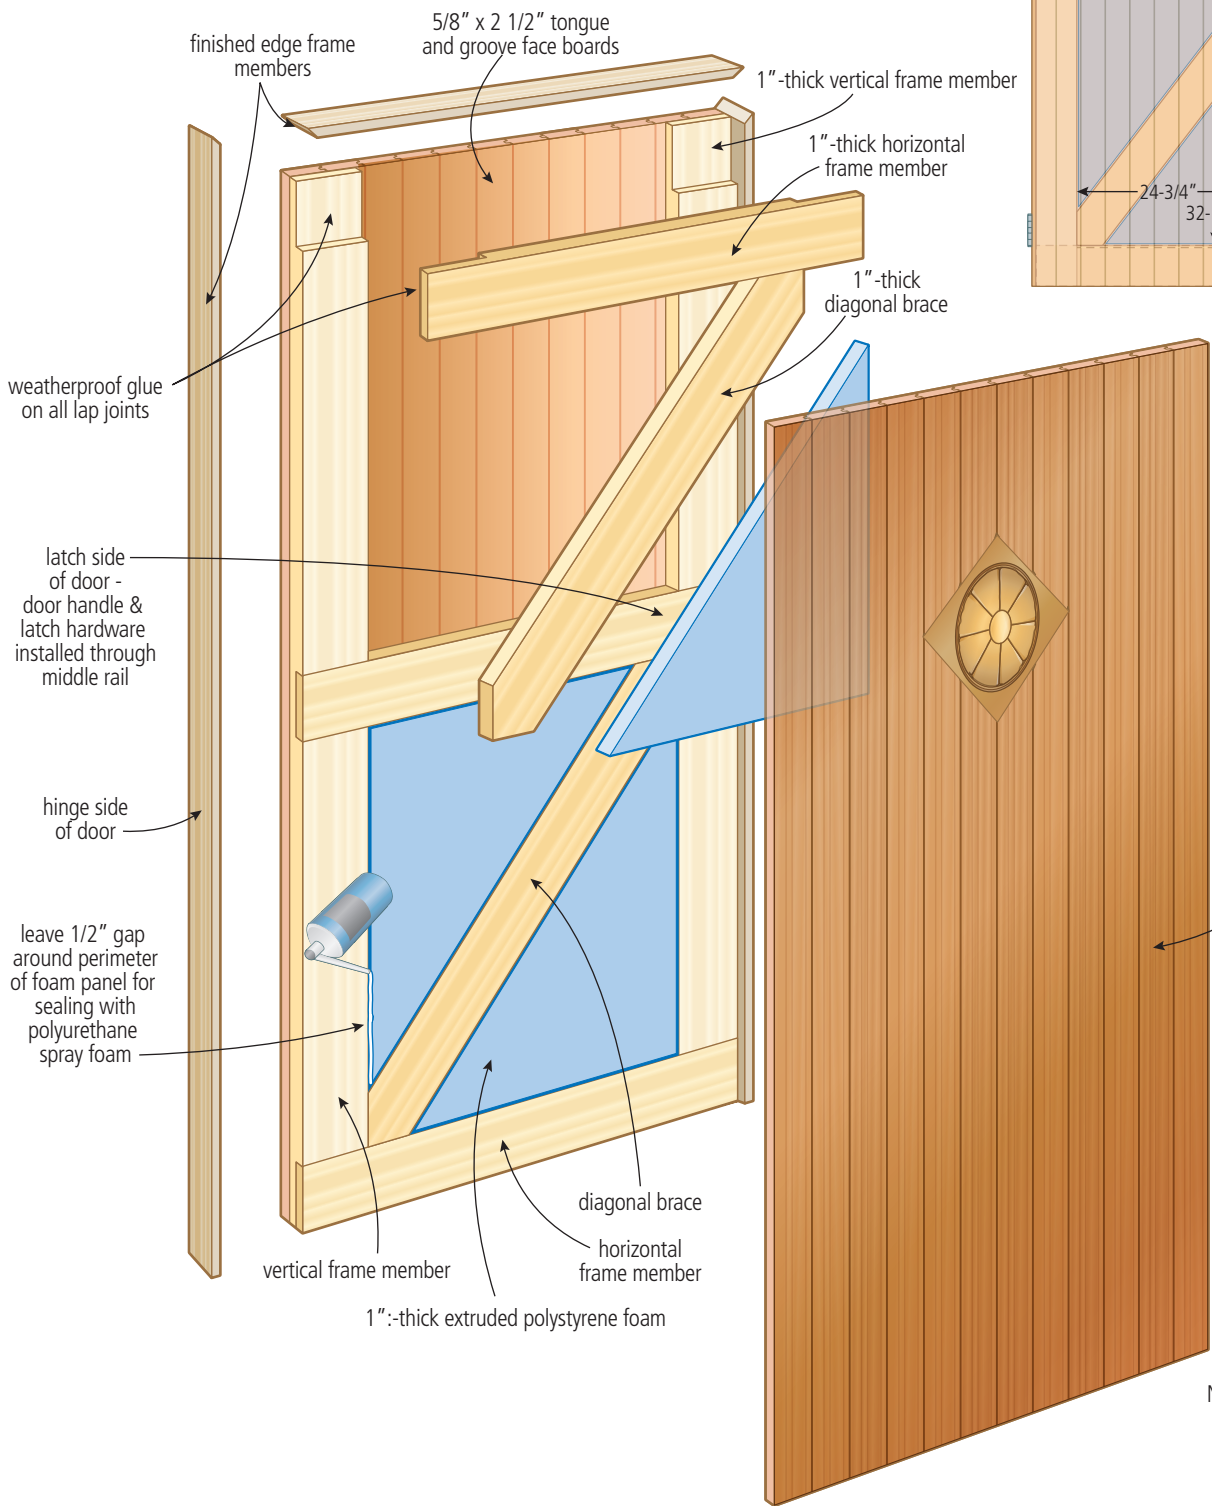 finished edge frame
members
5/8” x 2 1/2” tongue
and groove face boards
1”-thick vertical frame member
1”-thick horizontal
frame member
24-3/4”
32-
1”-thick
diagonal brace
weatherproof glue
on all lap joints
latch side
of door -
door handle &
latch hardware
installed through
middle rail
hinge side
of door
leave 1/2” gap
around perimeter
of foam panel for
sealing with
polyurethane
spray foam
diagonal brace
horizontal
frame member
vertical frame member
1”:-thick extruded polystyrene foam
N